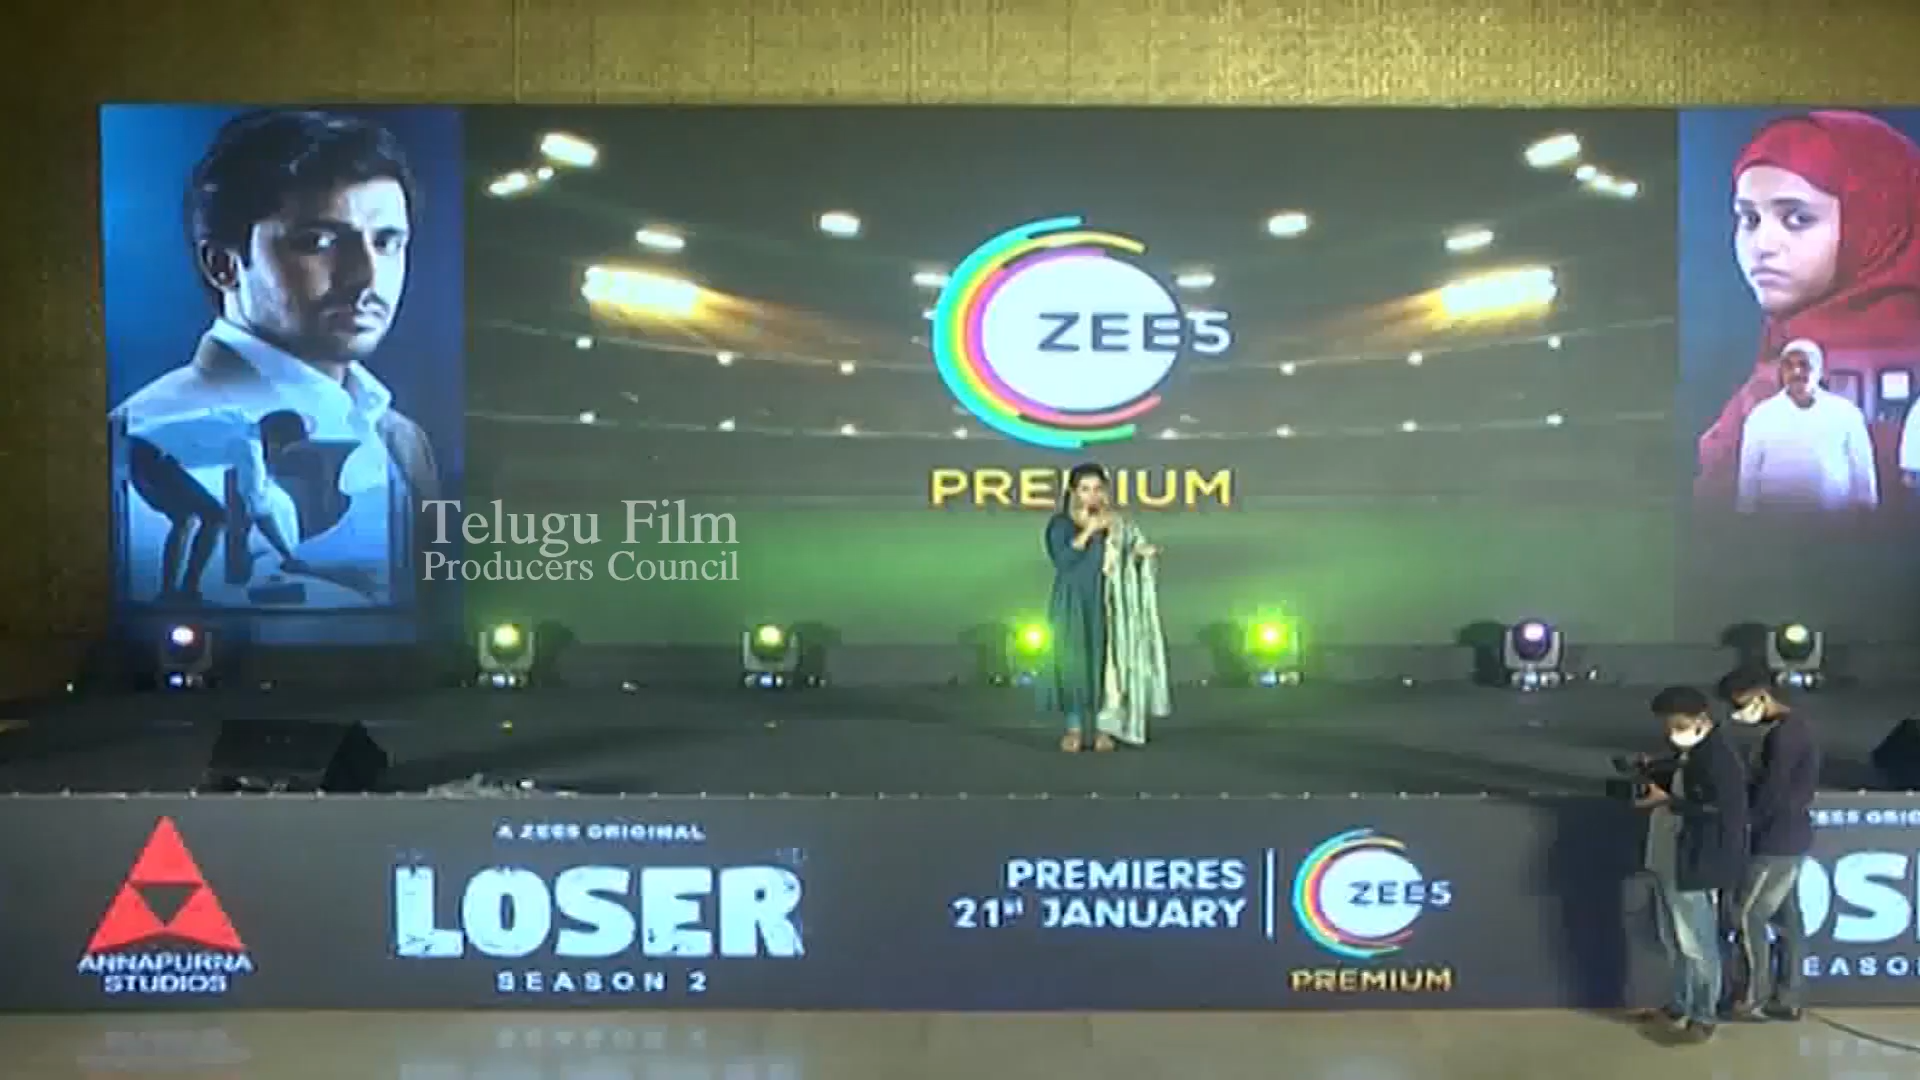 ZEE5
PREMIUM
Telugu Film
Producers Council
A ZEE5 ORIGINAL
LOSER
SEASON 2
ANNAPURNA
STUDIOS
PREMIERES
21st JANUARY
ZEE5
PREMIUM